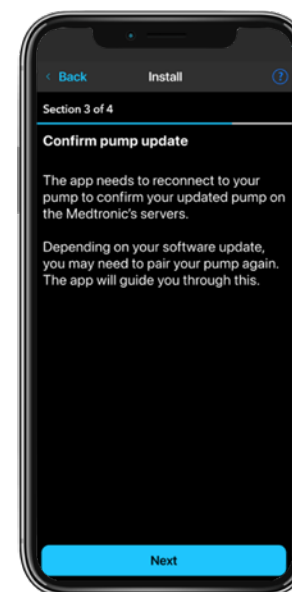 Back
Install
?
Section 3 of 4
Confirm pump update
The app needs to reconnect to your
pump to confirm your updated pump on
the Medtronic's servers.
Depending on your software update,
you may need to pair your pump again.
The app will guide you through this.
Next